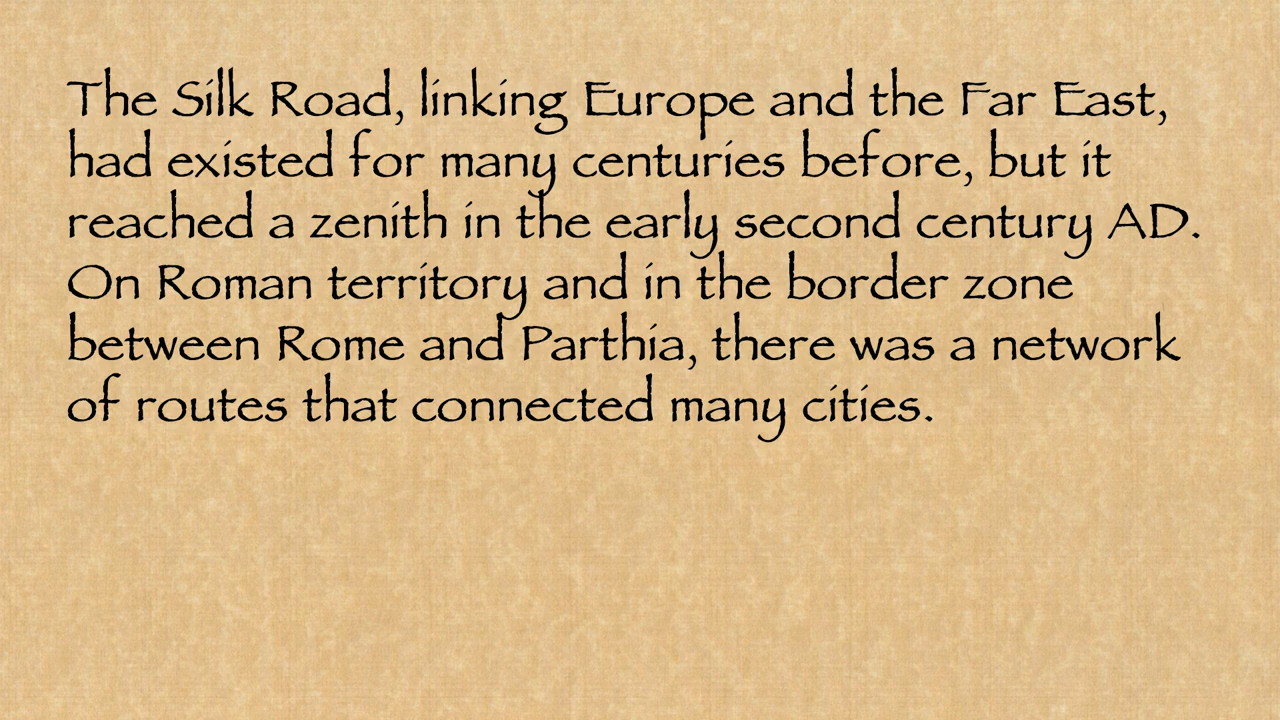 The Silk Road, linking Europe and the Far East,
had existed for many centuries before, but it
reached a zenith in the early second century AD.
On Roman territory and in the border zone
between Rome and Parthia, there was a network
of routes that connected many cities.